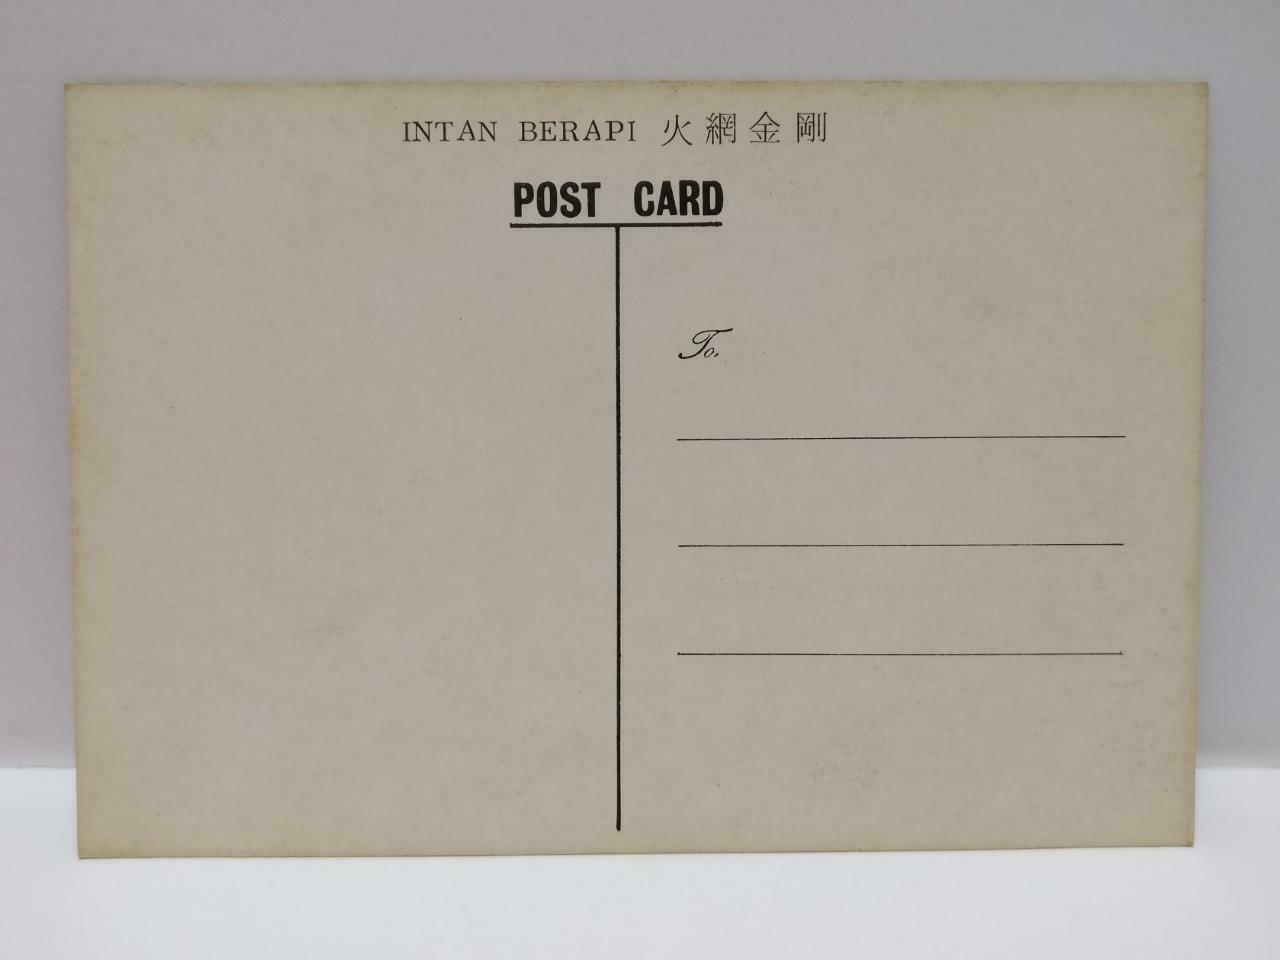 INTAN BERAPI 火網金剛
POST CARD
To.